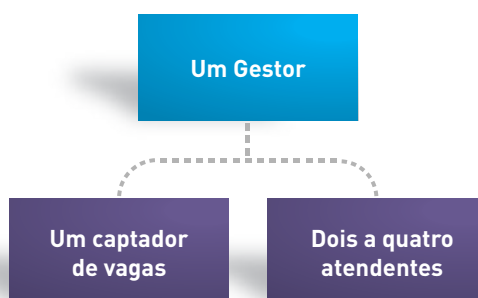 Um Gestor
Um captador
de vagas
Dois a quatro
atendentes